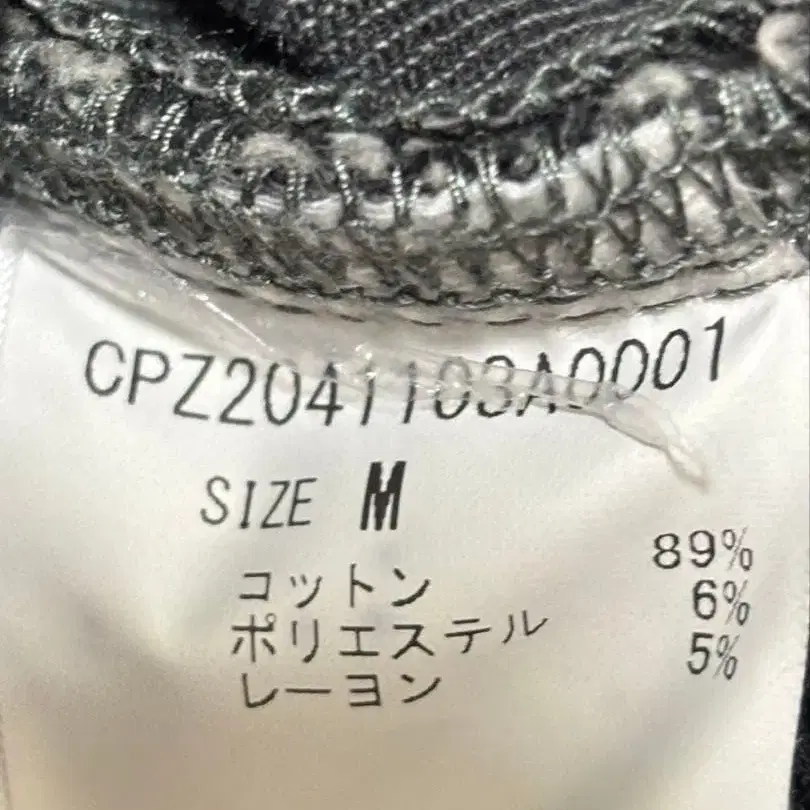 CPZ2041103A0001
SIZE M
コットン 89%
ポリエステル 6%
レーヨン 5%